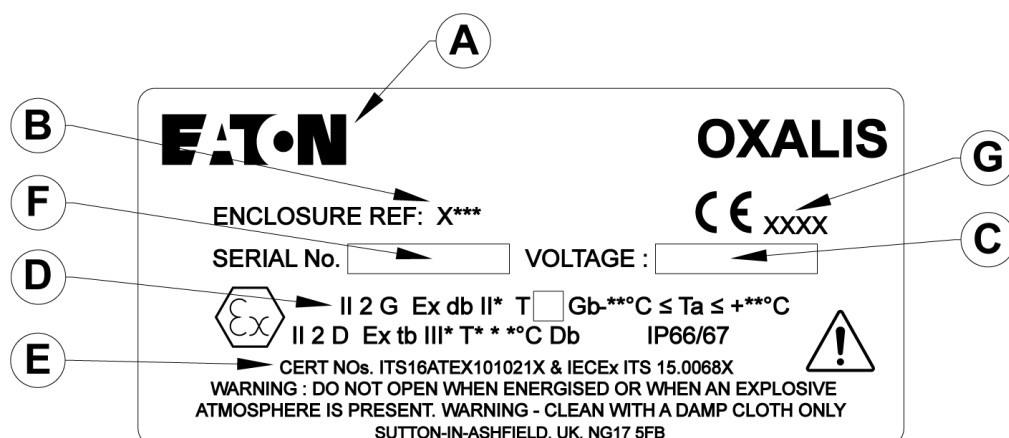 A
B
F
D
E
G
C
EATON OXALIS
ENCLOSURE REF: X*** CE XXXX
SERIAL No. VOLTAGE :
Ex II 2 G Ex db II* T Gb-**°C ≤ Ta ≤ +**°C
II 2 D Ex tb III* T* * *°C Db IP66/67
CERT NOs. ITS16ATEX101021X & IECEx ITS 15.0068X
WARNING : DO NOT OPEN WHEN ENERGISED OR WHEN AN EXPLOSIVE
ATMOSPHERE IS PRESENT. WARNING - CLEAN WITH A DAMP CLOTH ONLY
SUTTON-IN-ASHFIELD, UK, NG17 5FB